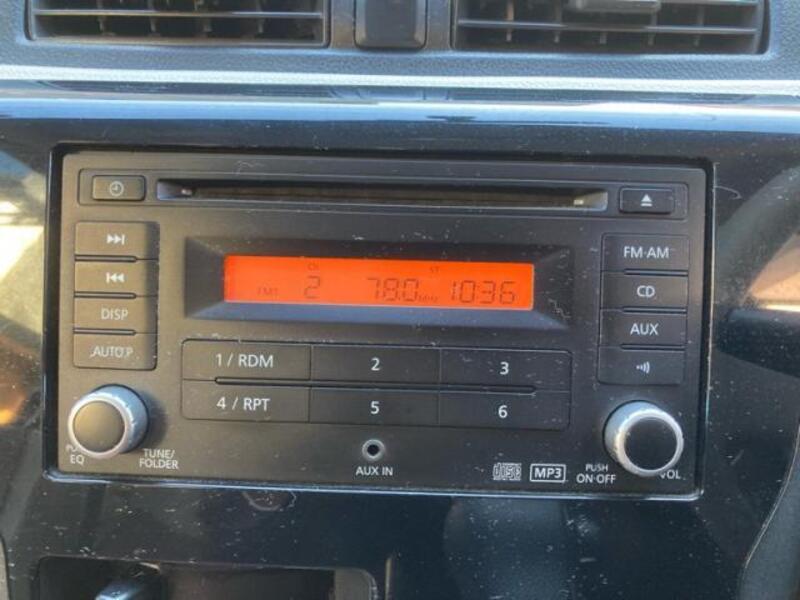 FM·AM
CH ST
FM1 2 78.0 MHz 10:36
CD
DISP
AUX
AUTO.P
1 / RDM 2 3
4 / RPT 5 6
EQ
TUNE/
FOLDER
AUX IN
MP3
PUSH
ON·OFF
VOL